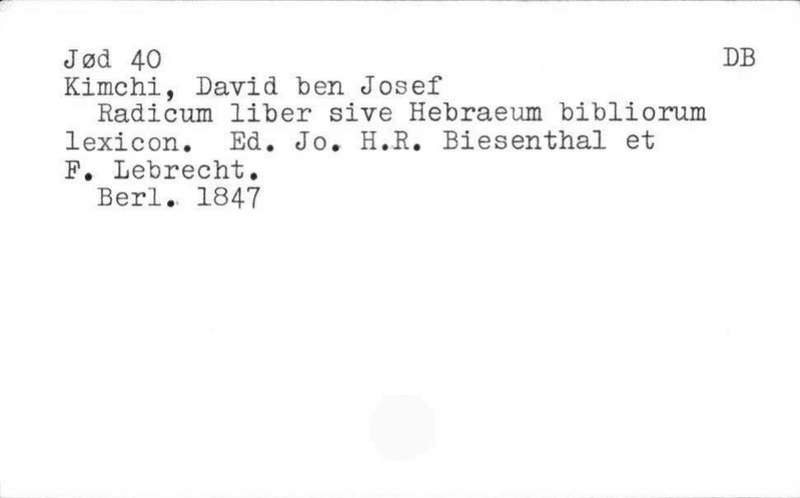 Jød 40 DB
Kimchi, David ben Josef
Radicum liber sive Hebraeum bibliorum
lexicon. Ed. Jo. H.R. Biesenthal et
F. Lebrecht.
Berl. 1847